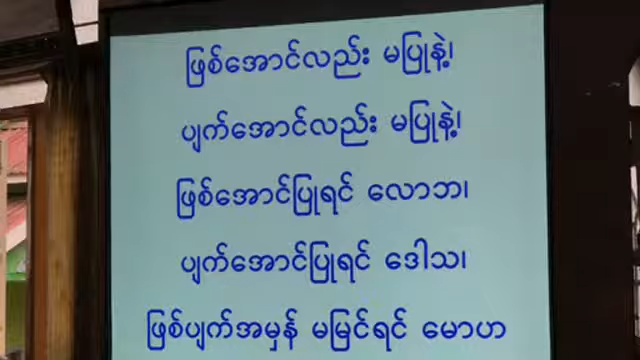 ဖြစ်အောင်လည်း မပြုနဲ့၊
ပျက်အောင်လည်း မပြုနဲ့၊
ဖြစ်အောင်ပြုရင် လောဘ၊
ပျက်အောင်ပြုရင် ဒေါသ၊
ဖြစ်ပျက်အမှန် မမြင်ရင် မောဟ